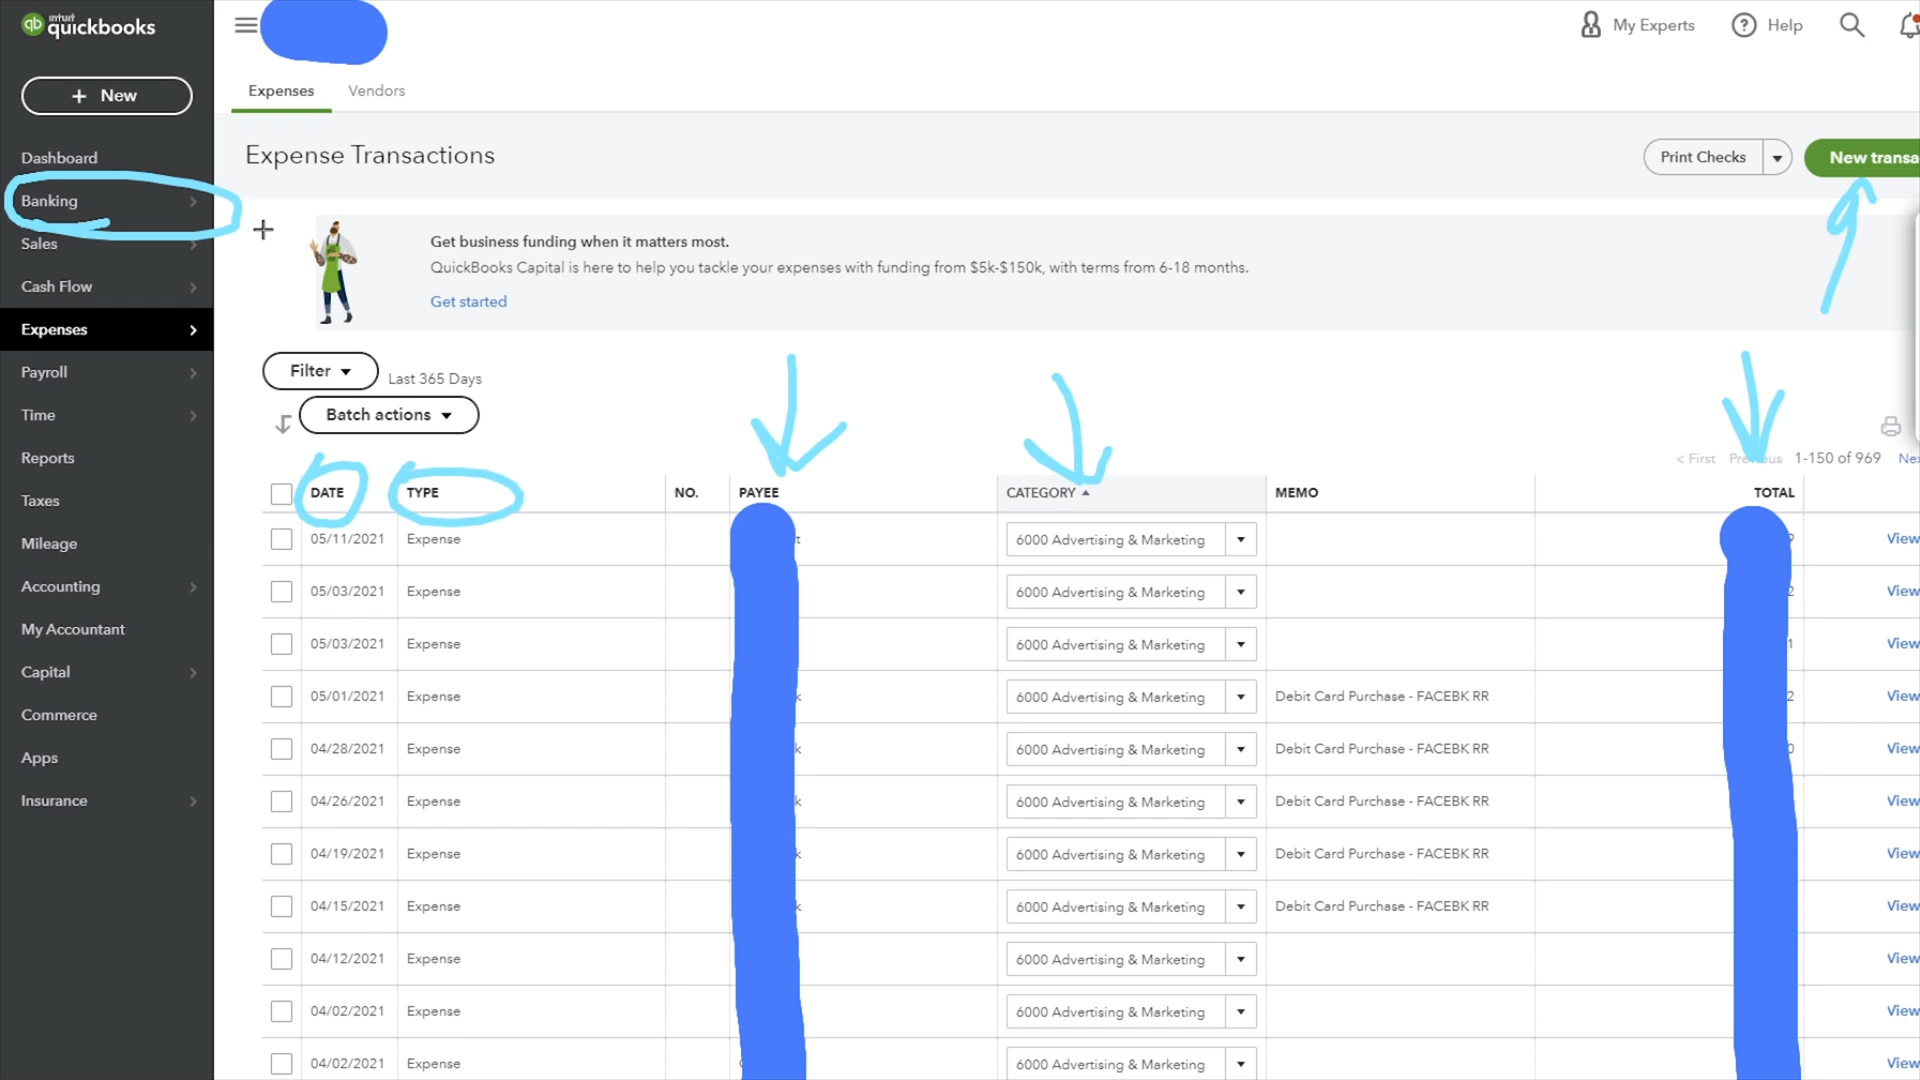 intuit
qb quickbooks
My Experts
? Help
+ New
Expenses Vendors
Dashboard
Banking
Sales
Cash Flow
Expenses
Payroll
Time
Reports
Taxes
Mileage
Accounting
My Accountant
Capital
Commerce
Apps
Insurance
Expense Transactions
Print Checks
New transa
Get business funding when it matters most.
QuickBooks Capital is here to help you tackle your expenses with funding from $5k-$150k, with terms from 6-18 months.
Get started
Filter
Last 365 Days
Batch actions
< First Previous 1-150 of 969 Nex
DATE TYPE NO. PAYEE CATEGORY MEMO TOTAL
05/11/2021 Expense t 6000 Advertising & Marketing View
05/03/2021 Expense 6000 Advertising & Marketing 2 View
05/03/2021 Expense 6000 Advertising & Marketing 1 View
05/01/2021 Expense k 6000 Advertising & Marketing Debit Card Purchase - FACEBK RR 2 View
04/28/2021 Expense k 6000 Advertising & Marketing Debit Card Purchase - FACEBK RR 0 View
04/26/2021 Expense k 6000 Advertising & Marketing Debit Card Purchase - FACEBK RR View
04/19/2021 Expense k 6000 Advertising & Marketing Debit Card Purchase - FACEBK RR View
04/15/2021 Expense k 6000 Advertising & Marketing Debit Card Purchase - FACEBK RR View
04/12/2021 Expense 6000 Advertising & Marketing View
04/02/2021 Expense 6000 Advertising & Marketing View
04/02/2021 Expense 6000 Advertising & Marketing View